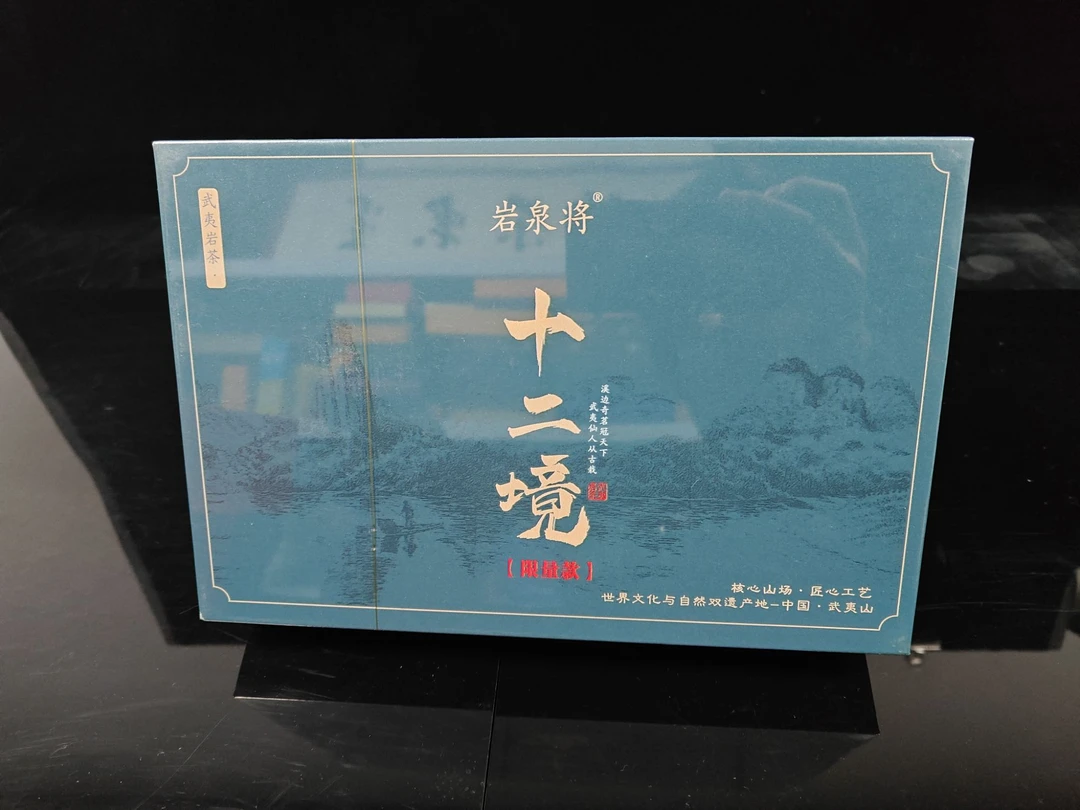 武夷岩茶·
岩泉将®
十二境
溪边奇茗冠天下
武夷仙人从古栽
【限量款】
核心山场·匠心工艺
世界文化与自然双遗产地-中国·武夷山